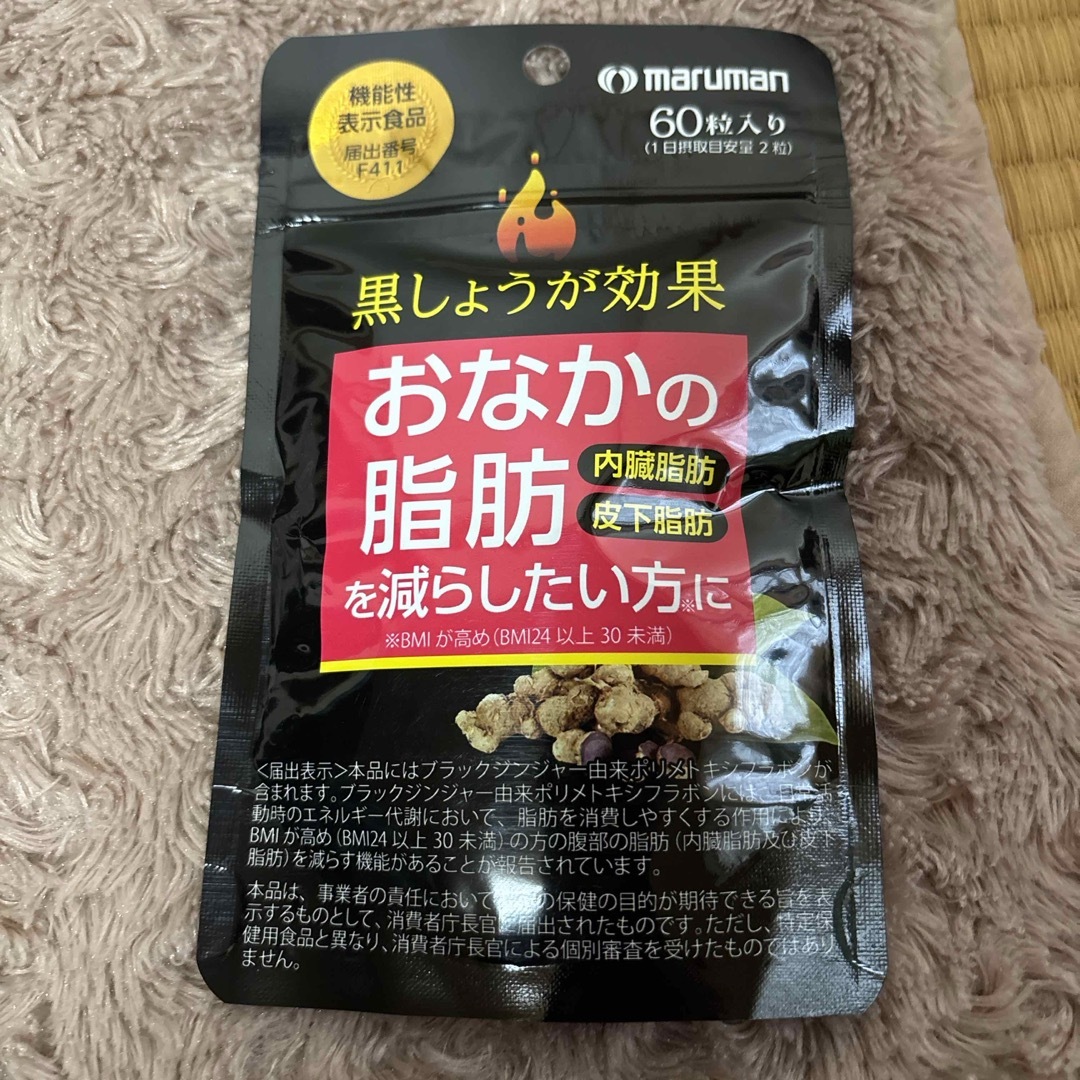 機能性
表示食品
届出番号
F411
maruman
60粒入り
(1日摂取目安量 2粒)
黒しょうが効果
おなかの
脂肪
内臓脂肪
皮下脂肪
を減らしたい方※に
※BMIが高め(BMI24以上30未満)
<届出表示>本品にはブラックジンジャー由来ポリメトキシフラボンが
含まれます。ブラックジンジャー由来ポリメトキシフラボンには、日常活
動時のエネルギー代謝において、脂肪を消費しやすくする作用により、
BMIが高め(BMI24以上30未満)の方の腹部の脂肪(内臓脂肪及び皮下
脂肪)を減らす機能があることが報告されています。
本品は、事業者の責任において の保健の目的が期待できる旨を表
示するものとして、消費者庁長官に届出されたものです。ただし、特定保
健用食品と異なり、消費者庁長官による個別審査を受けたものではあり
ません。